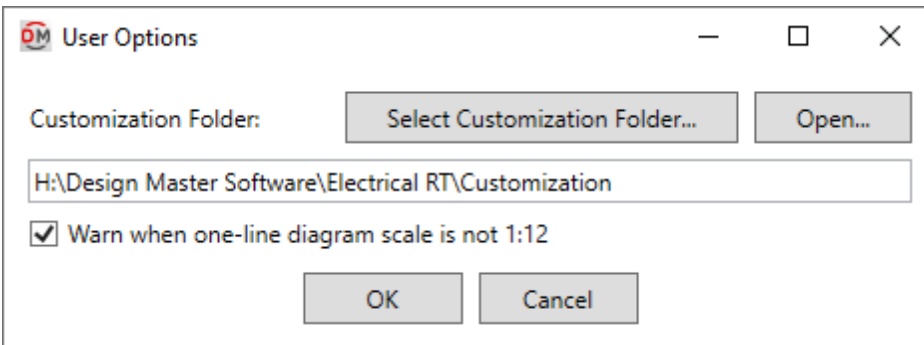 DM User Options
Customization Folder: Select Customization Folder... Open...
H:\Design Master Software\Electrical RT\Customization
Warn when one-line diagram scale is not 1:12
OK Cancel